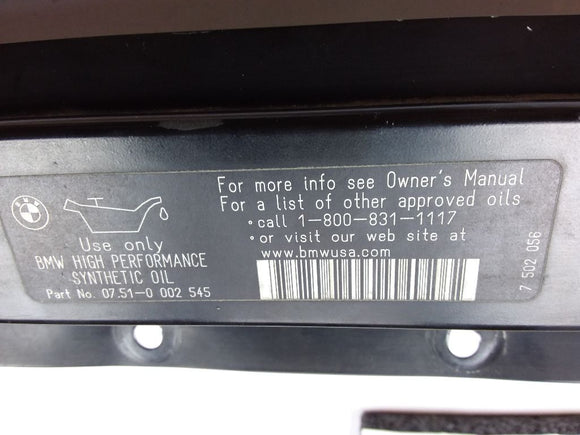 BMW
Use only
BMW HIGH PERFORMANCE
SYNTHETIC OIL
Part No. 07.51-0 002 545
For more info see Owner's Manual
For a list of other approved oils
• call 1-800-831-1117
• or visit our web site at
www.bmwusa.com
7 502 056